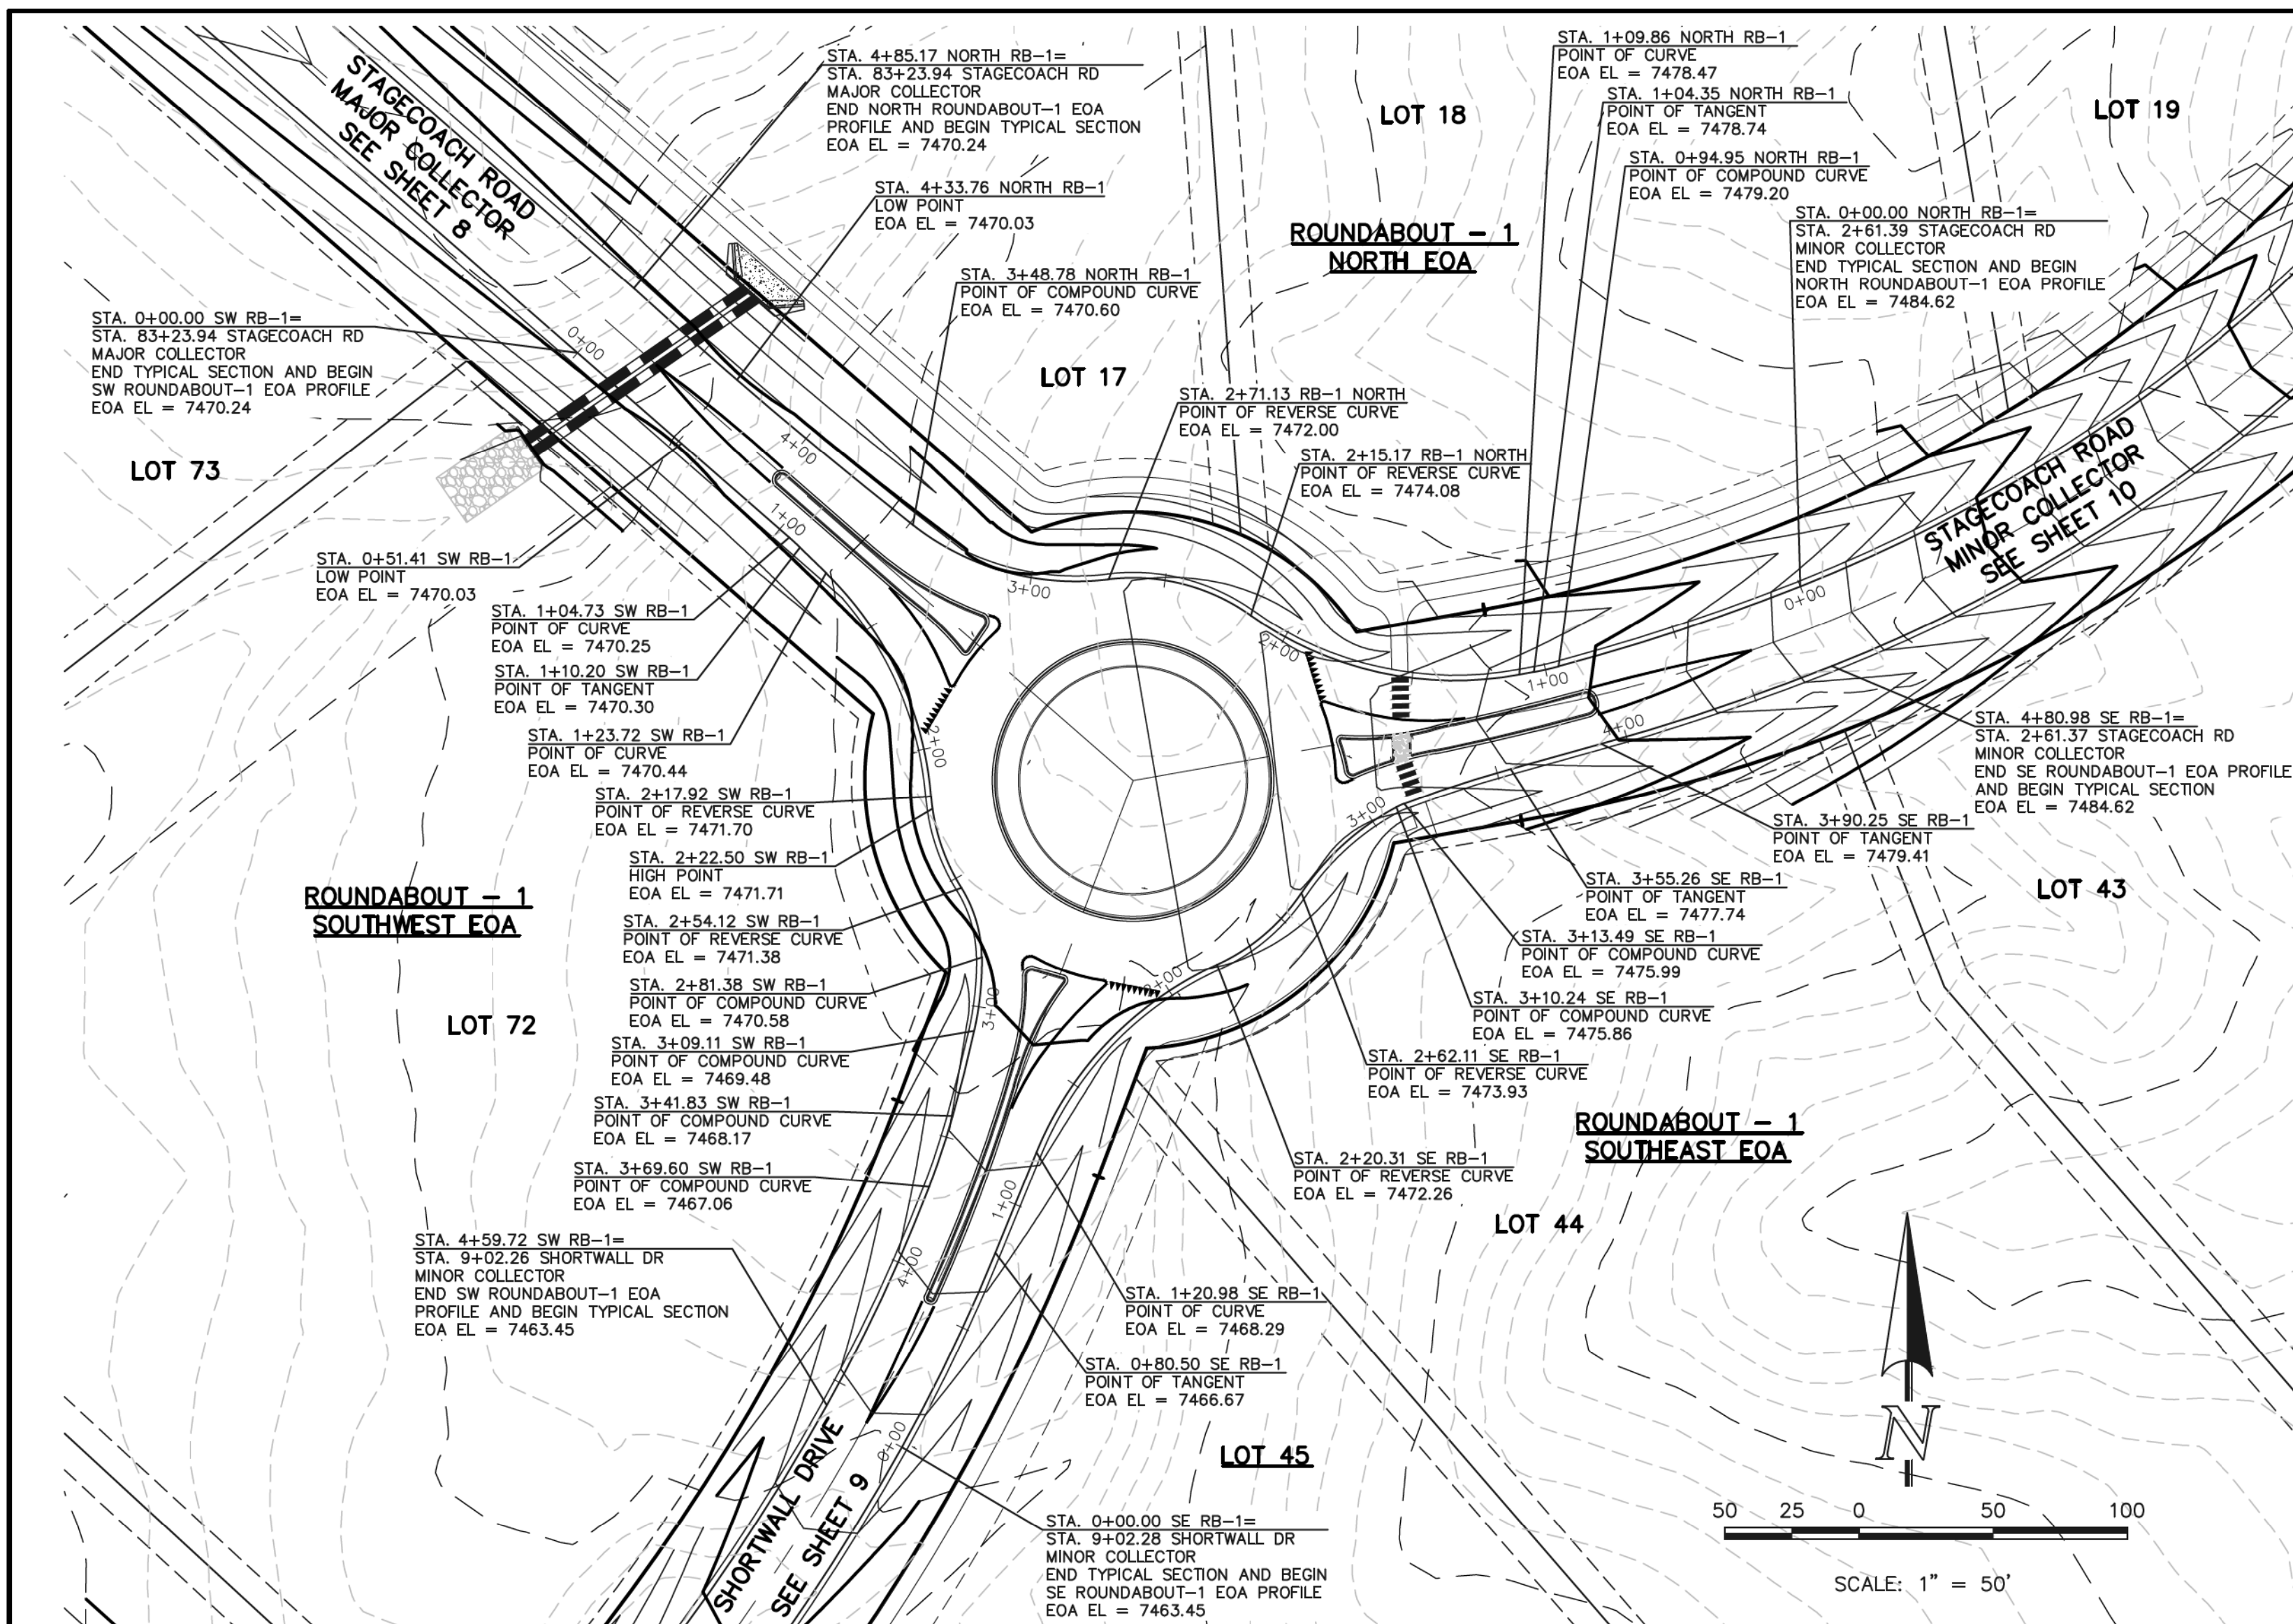 STAGECOACH ROAD
MAJOR COLLECTOR
SEE SHEET 8
STA. 4+85.17 NORTH RB-1=
STA. 83+23.94 STAGECOACH RD
MAJOR COLLECTOR
END NORTH ROUNDABOUT-1 EOA
PROFILE AND BEGIN TYPICAL SECTION
EOA EL = 7470.24
STA. 4+33.76 NORTH RB-1
LOW POINT
EOA EL = 7470.03
STA. 3+48.78 NORTH RB-1
POINT OF COMPOUND CURVE
EOA EL = 7470.60
LOT 17
LOT 18
ROUNDABOUT - 1
NORTH EOA
STA. 2+71.13 RB-1 NORTH
POINT OF REVERSE CURVE
EOA EL = 7472.00
STA. 2+15.17 RB-1 NORTH
POINT OF REVERSE CURVE
EOA EL = 7474.08
STA. 1+09.86 NORTH RB-1
POINT OF CURVE
EOA EL = 7478.47
STA. 1+04.35 NORTH RB-1
POINT OF TANGENT
EOA EL = 7478.74
STA. 0+94.95 NORTH RB-1
POINT OF COMPOUND CURVE
EOA EL = 7479.20
LOT 19
STA. 0+00.00 NORTH RB-1=
STA. 2+61.39 STAGECOACH RD
MINOR COLLECTOR
END TYPICAL SECTION AND BEGIN
NORTH ROUNDABOUT-1 EOA PROFILE
EOA EL = 7484.62
STAGECOACH ROAD
MINOR COLLECTOR
SEE SHEET 10
STA. 0+00.00 SW RB-1=
STA. 83+23.94 STAGECOACH RD
MAJOR COLLECTOR
END TYPICAL SECTION AND BEGIN
SW ROUNDABOUT-1 EOA PROFILE
EOA EL = 7470.24
LOT 73
0+00
4+00
1+00
3+00
2+00
1+00
0+00
4+00
3+00
2+00
3+00
2+00
1+00
4+00
0+00
STA. 0+51.41 SW RB-1
LOW POINT
EOA EL = 7470.03
STA. 1+04.73 SW RB-1
POINT OF CURVE
EOA EL = 7470.25
STA. 1+10.20 SW RB-1
POINT OF TANGENT
EOA EL = 7470.30
STA. 1+23.72 SW RB-1
POINT OF CURVE
EOA EL = 7470.44
STA. 2+17.92 SW RB-1
POINT OF REVERSE CURVE
EOA EL = 7471.70
STA. 2+22.50 SW RB-1
HIGH POINT
EOA EL = 7471.71
ROUNDABOUT - 1
SOUTHWEST EOA
STA. 2+54.12 SW RB-1
POINT OF REVERSE CURVE
EOA EL = 7471.38
STA. 2+81.38 SW RB-1
POINT OF COMPOUND CURVE
EOA EL = 7470.58
LOT 72
STA. 3+09.11 SW RB-1
POINT OF COMPOUND CURVE
EOA EL = 7469.48
STA. 3+41.83 SW RB-1
POINT OF COMPOUND CURVE
EOA EL = 7468.17
STA. 3+69.60 SW RB-1
POINT OF COMPOUND CURVE
EOA EL = 7467.06
STA. 4+59.72 SW RB-1=
STA. 9+02.26 SHORTWALL DR
MINOR COLLECTOR
END SW ROUNDABOUT-1 EOA
PROFILE AND BEGIN TYPICAL SECTION
EOA EL = 7463.45
STA. 4+80.98 SE RB-1=
STA. 2+61.37 STAGECOACH RD
MINOR COLLECTOR
END SE ROUNDABOUT-1 EOA PROFILE
AND BEGIN TYPICAL SECTION
EOA EL = 7484.62
STA. 3+90.25 SE RB-1
POINT OF TANGENT
EOA EL = 7479.41
STA. 3+55.26 SE RB-1
POINT OF TANGENT
EOA EL = 7477.74
LOT 43
STA. 3+13.49 SE RB-1
POINT OF COMPOUND CURVE
EOA EL = 7475.99
STA. 3+10.24 SE RB-1
POINT OF COMPOUND CURVE
EOA EL = 7475.86
STA. 2+62.11 SE RB-1
POINT OF REVERSE CURVE
EOA EL = 7473.93
ROUNDABOUT - 1
SOUTHEAST EOA
STA. 2+20.31 SE RB-1
POINT OF REVERSE CURVE
EOA EL = 7472.26
LOT 44
STA. 1+20.98 SE RB-1
POINT OF CURVE
EOA EL = 7468.29
STA. 0+80.50 SE RB-1
POINT OF TANGENT
EOA EL = 7466.67
LOT 45
SHORTWALL DRIVE
SEE SHEET 9
STA. 0+00.00 SE RB-1=
STA. 9+02.28 SHORTWALL DR
MINOR COLLECTOR
END TYPICAL SECTION AND BEGIN
SE ROUNDABOUT-1 EOA PROFILE
EOA EL = 7463.45
N
50 25 0 50 100
SCALE: 1" = 50'